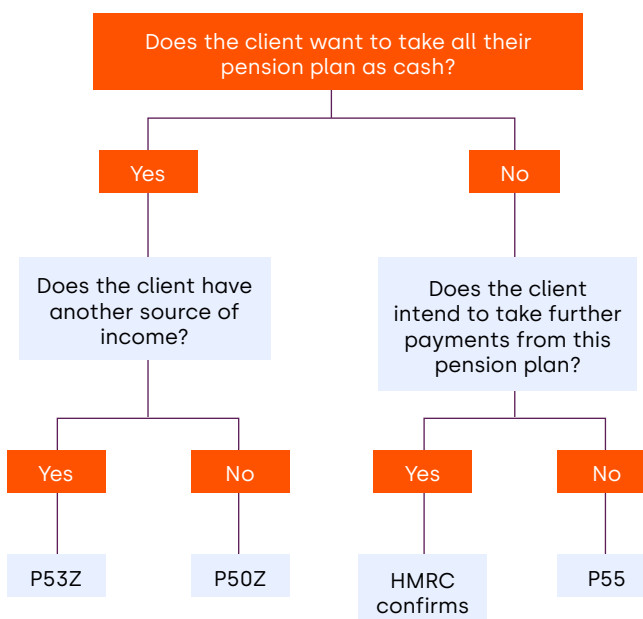 Does the client want to take all their
pension plan as cash?
Yes
No
Does the client have
another source of
income?
Does the client
intend to take further
payments from this
pension plan?
Yes
No
Yes
No
P53Z
P50Z
HMRC
confirms
P55